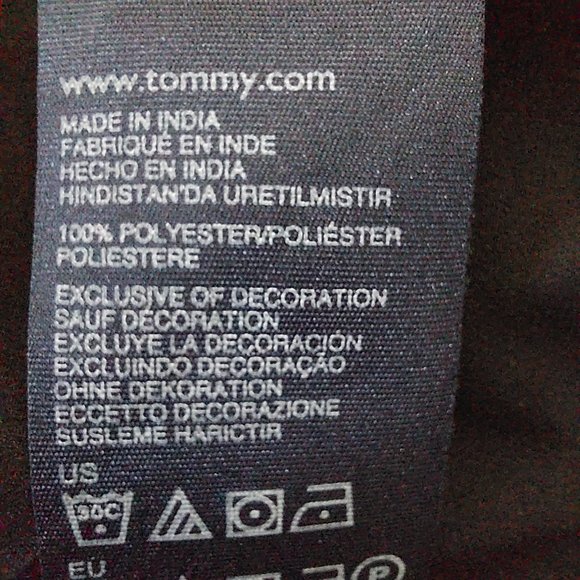 www.tommy.com
MADE IN INDIA
FABRIQUÉ EN INDE
HECHO EN INDIA
HINDISTAN'DA URETILMISTIR
100% POLYESTER/POLIÉSTER
POLIESTERE
EXCLUSIVE OF DECORATION
SAUF DÉCORATION
EXCLUYE LA DECORACIÓN
EXCLUINDO DECORAÇÃO
OHNE DEKORATION
ECCETTO DECORAZIONE
SUSLEME HARICTIR
US
30C
EU
P